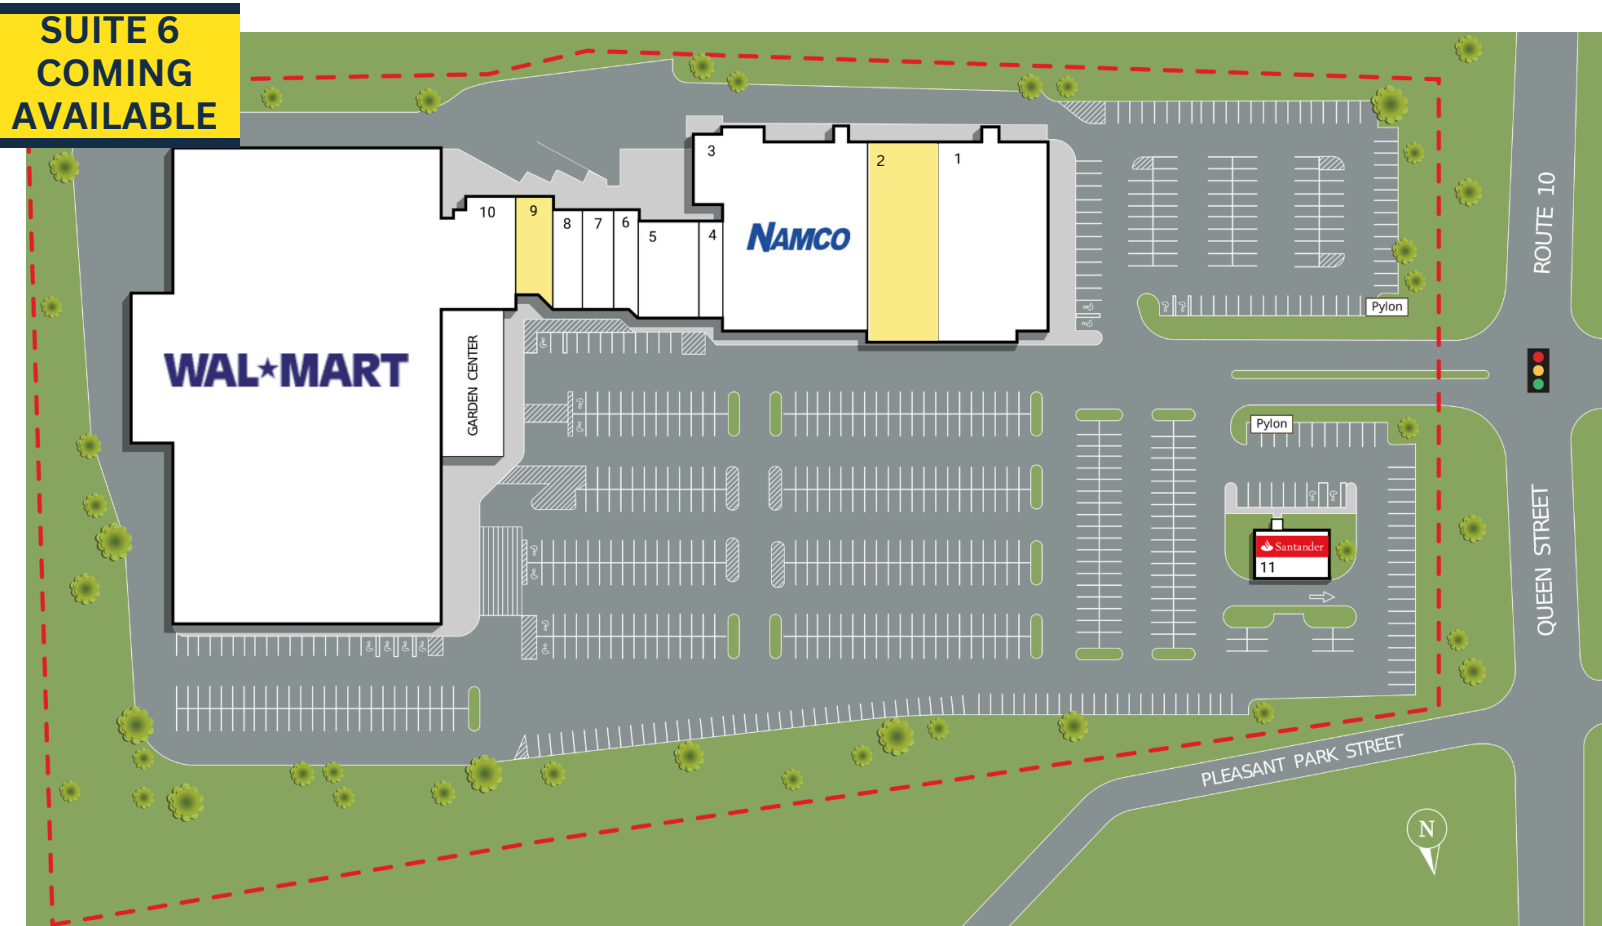 SUITE 6
COMING
AVAILABLE
3
2
1
10
9
8
7
6
5
4
NAMCO
ROUTE 10
Pylon
WAL★MART
GARDEN CENTER
Pylon
Santander
11
QUEEN STREET
PLEASANT PARK STREET
N